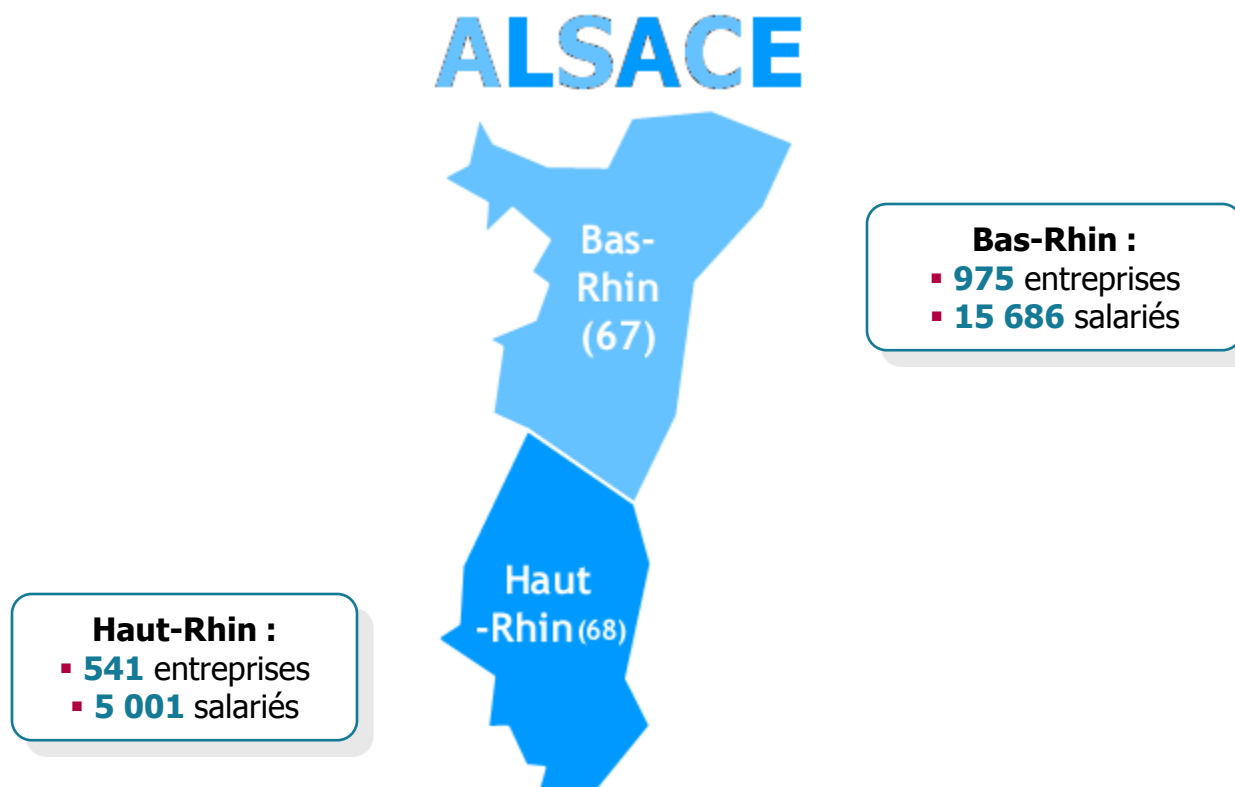 ALSACE
Bas-
Rhin
(67)
Bas-Rhin :
▪ 975 entreprises
▪ 15 686 salariés
Haut
-Rhin (68)
Haut-Rhin :
▪ 541 entreprises
▪ 5 001 salariés